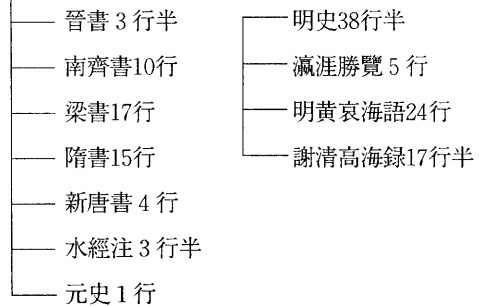 晉書3行半
南齊書10行
梁書17行
隋書15行
新唐書4行
水經注3行半
元史1行
明史38行半
瀛涯勝覽5行
明黄哀海語24行
謝清高海録17行半